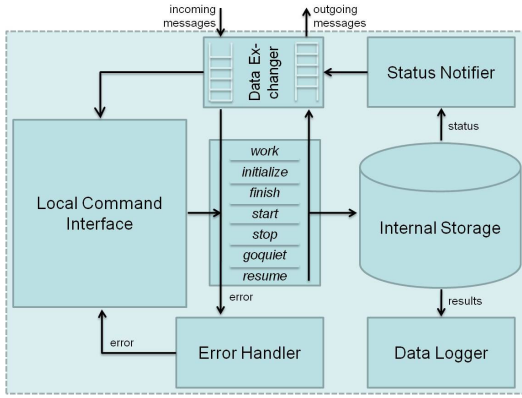 incoming
messages
outgoing
messages
Data Ex-
changer
Status Notifier
status
Local Command
Interface
work
initialize
finish
start
stop
goquiet
resume
Internal Storage
error
results
error
Error Handler
Data Logger